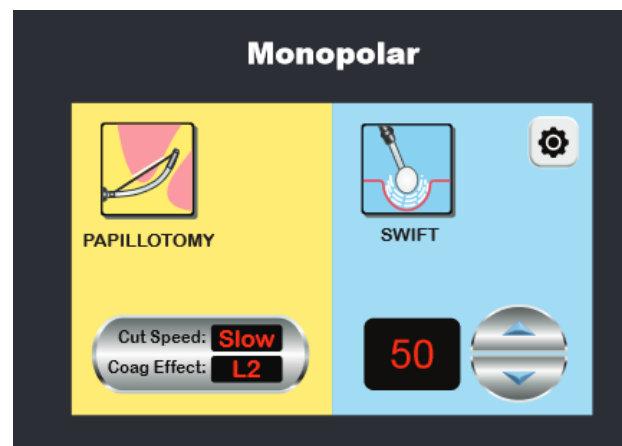 Monopolar
PAPILLOTOMY
SWIFT
Cut Speed: Slow
Coag Effect: L2
50